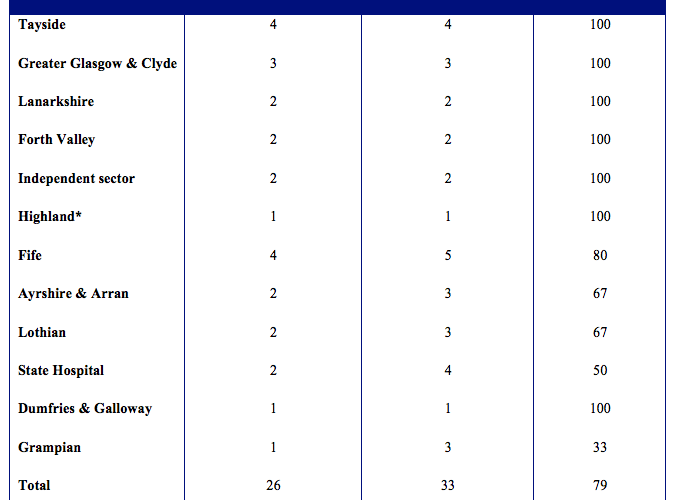 Tayside 4 4 100
Greater Glasgow & Clyde 3 3 100
Lanarkshire 2 2 100
Forth Valley 2 2 100
Independent sector 2 2 100
Highland* 1 1 100
Fife 4 5 80
Ayrshire & Arran 2 3 67
Lothian 2 3 67
State Hospital 2 4 50
Dumfries & Galloway 1 1 100
Grampian 1 3 33
Total 26 33 79